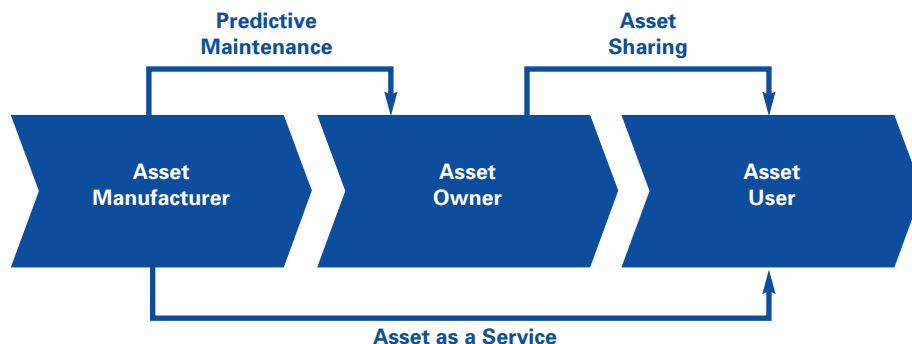 Predictive
Maintenance
Asset
Sharing
Asset
Manufacturer
Asset
Owner
Asset
User
Asset as a Service